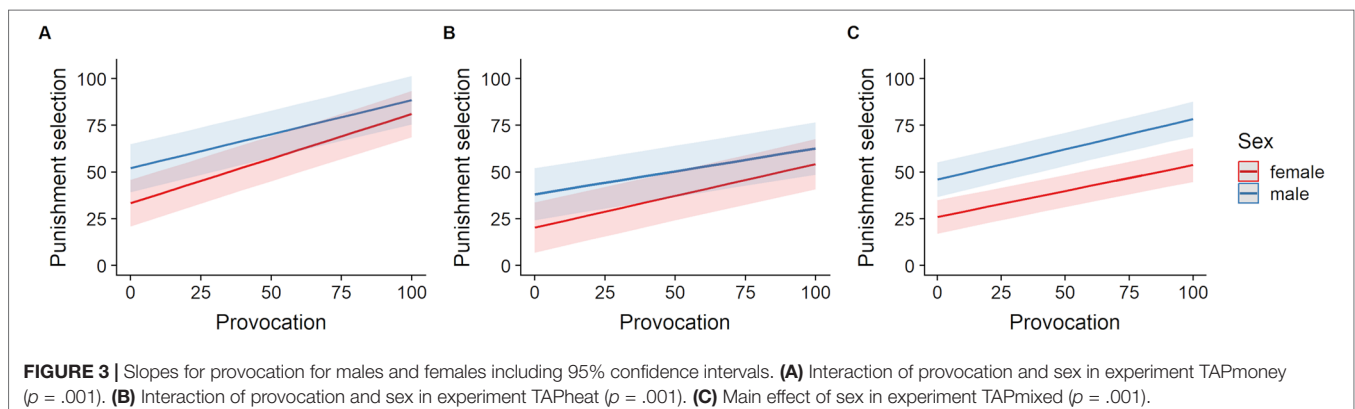 A
B
C
Punishment selection
100
75
50
25
0
0 25 50 75 100
Provocation
Punishment selection
100
75
50
25
0
0 25 50 75 100
Provocation
Punishment selection
100
75
50
25
0
0 25 50 75 100
Provocation
Sex
female
male
FIGURE 3 | Slopes for provocation for males and females including 95% confidence intervals. (A) Interaction of provocation and sex in experiment TAPmoney
(p = .001). (B) Interaction of provocation and sex in experiment TAPheat (p = .001). (C) Main effect of sex in experiment TAPmixed (p = .001).